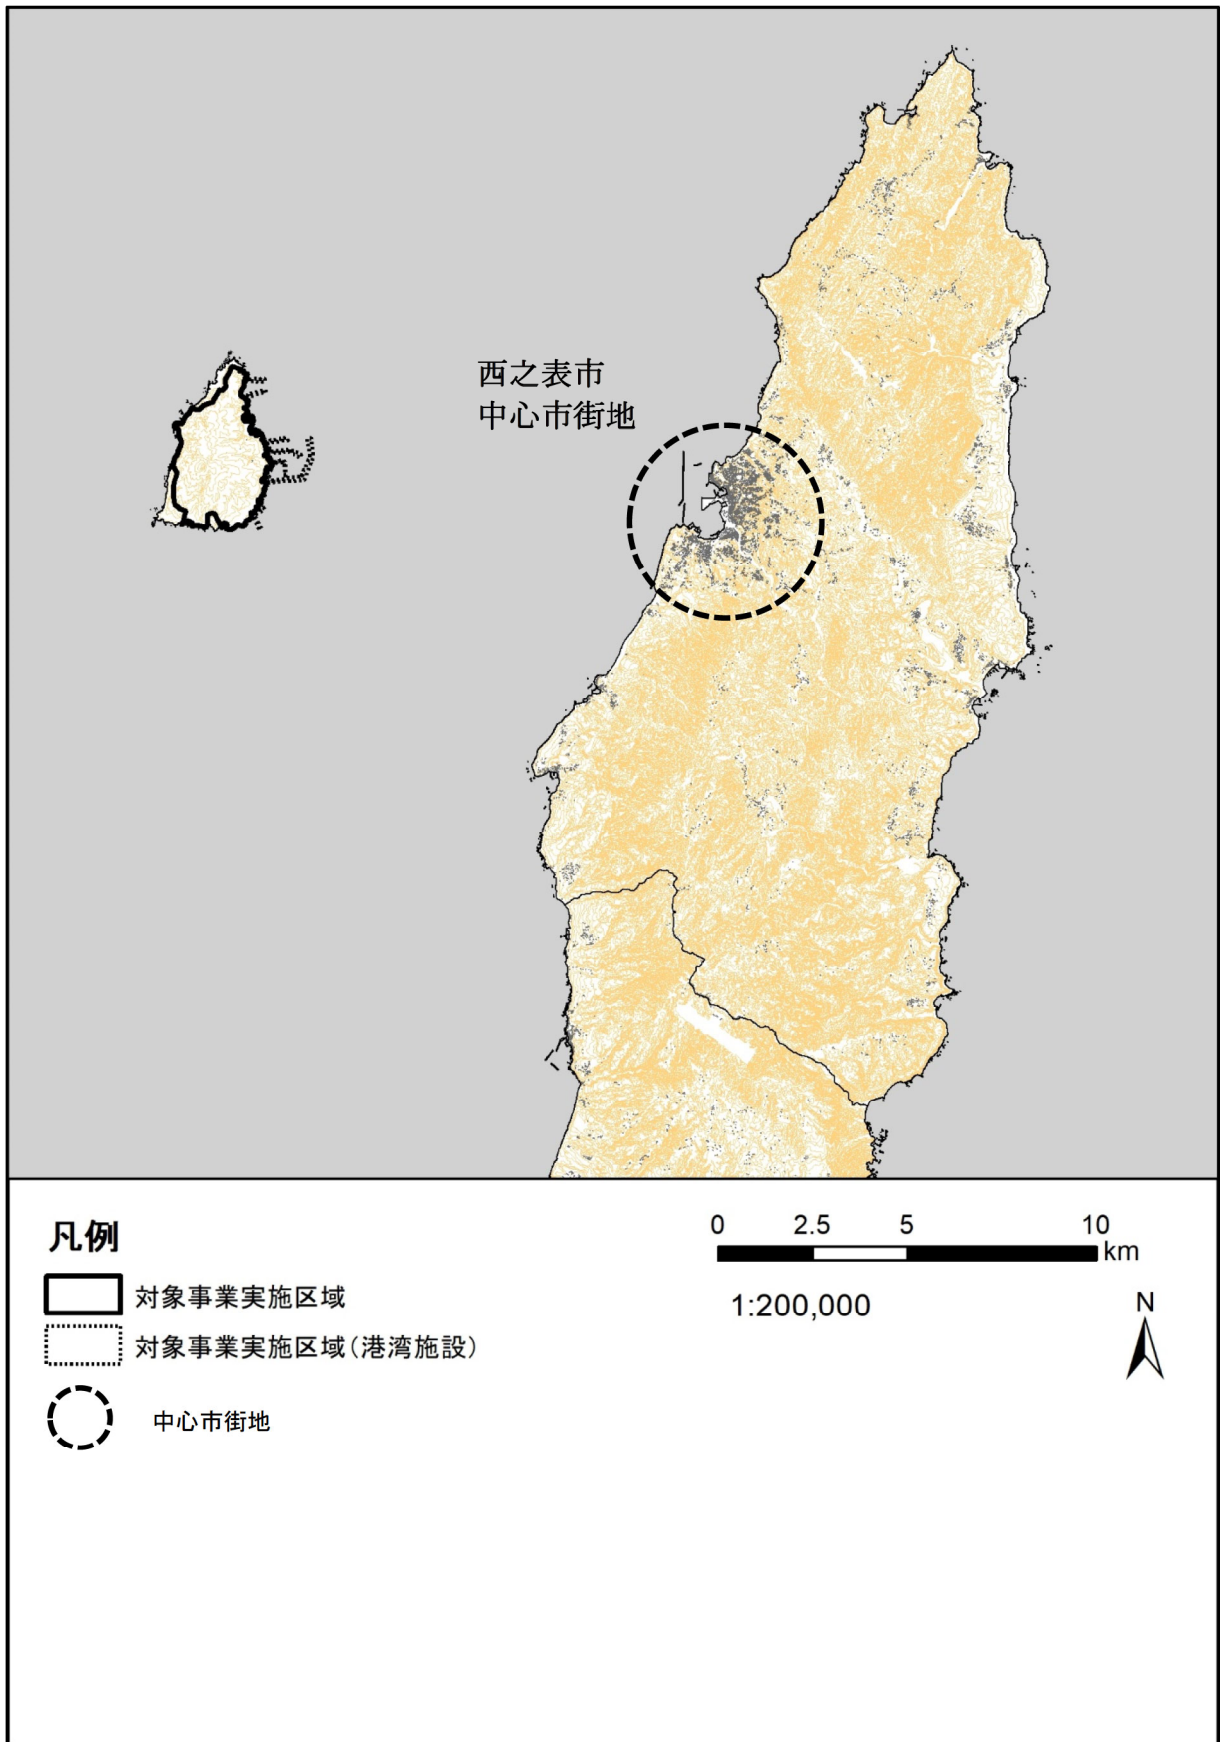 西之表市
中心市街地
凡例
対象事業実施区域
対象事業実施区域(港湾施設)
中心市街地
0 2.5 5 10
km
1:200,000
N